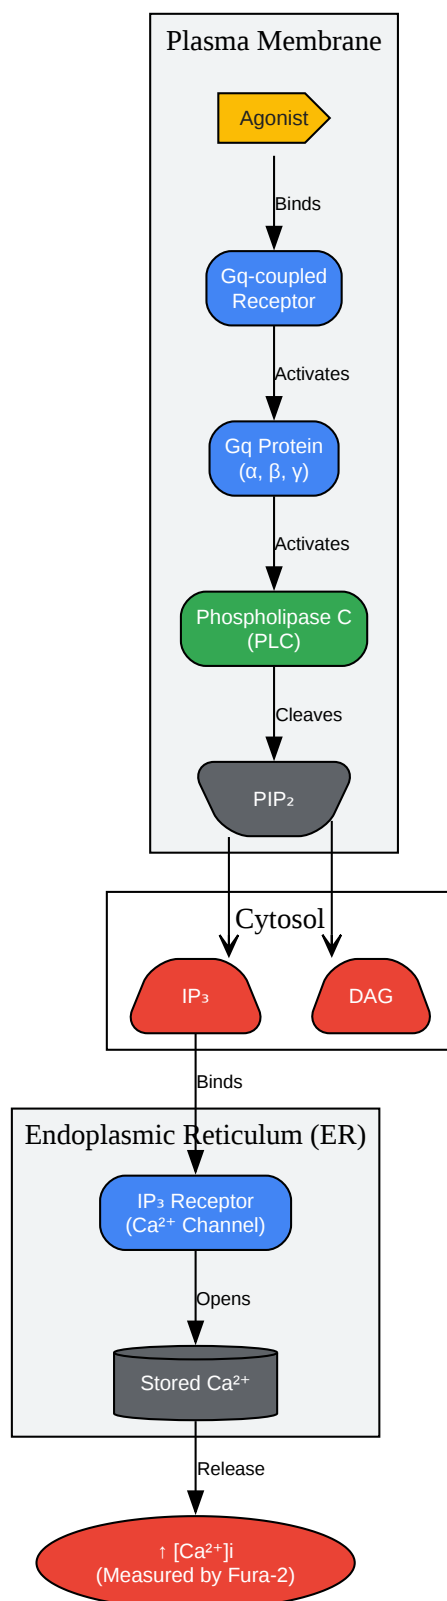 Plasma Membrane
Agonist
Binds
Gq-coupled
Receptor
Activates
Gq Protein
(α, β, γ)
Activates
Phospholipase C
(PLC)
Cleaves
PIP₂
Cytosol
IP₃
DAG
Binds
Endoplasmic Reticulum (ER)
IP₃ Receptor
(Ca²⁺ Channel)
Opens
Stored Ca²⁺
Release
↑ [Ca²⁺]i
(Measured by Fura-2)